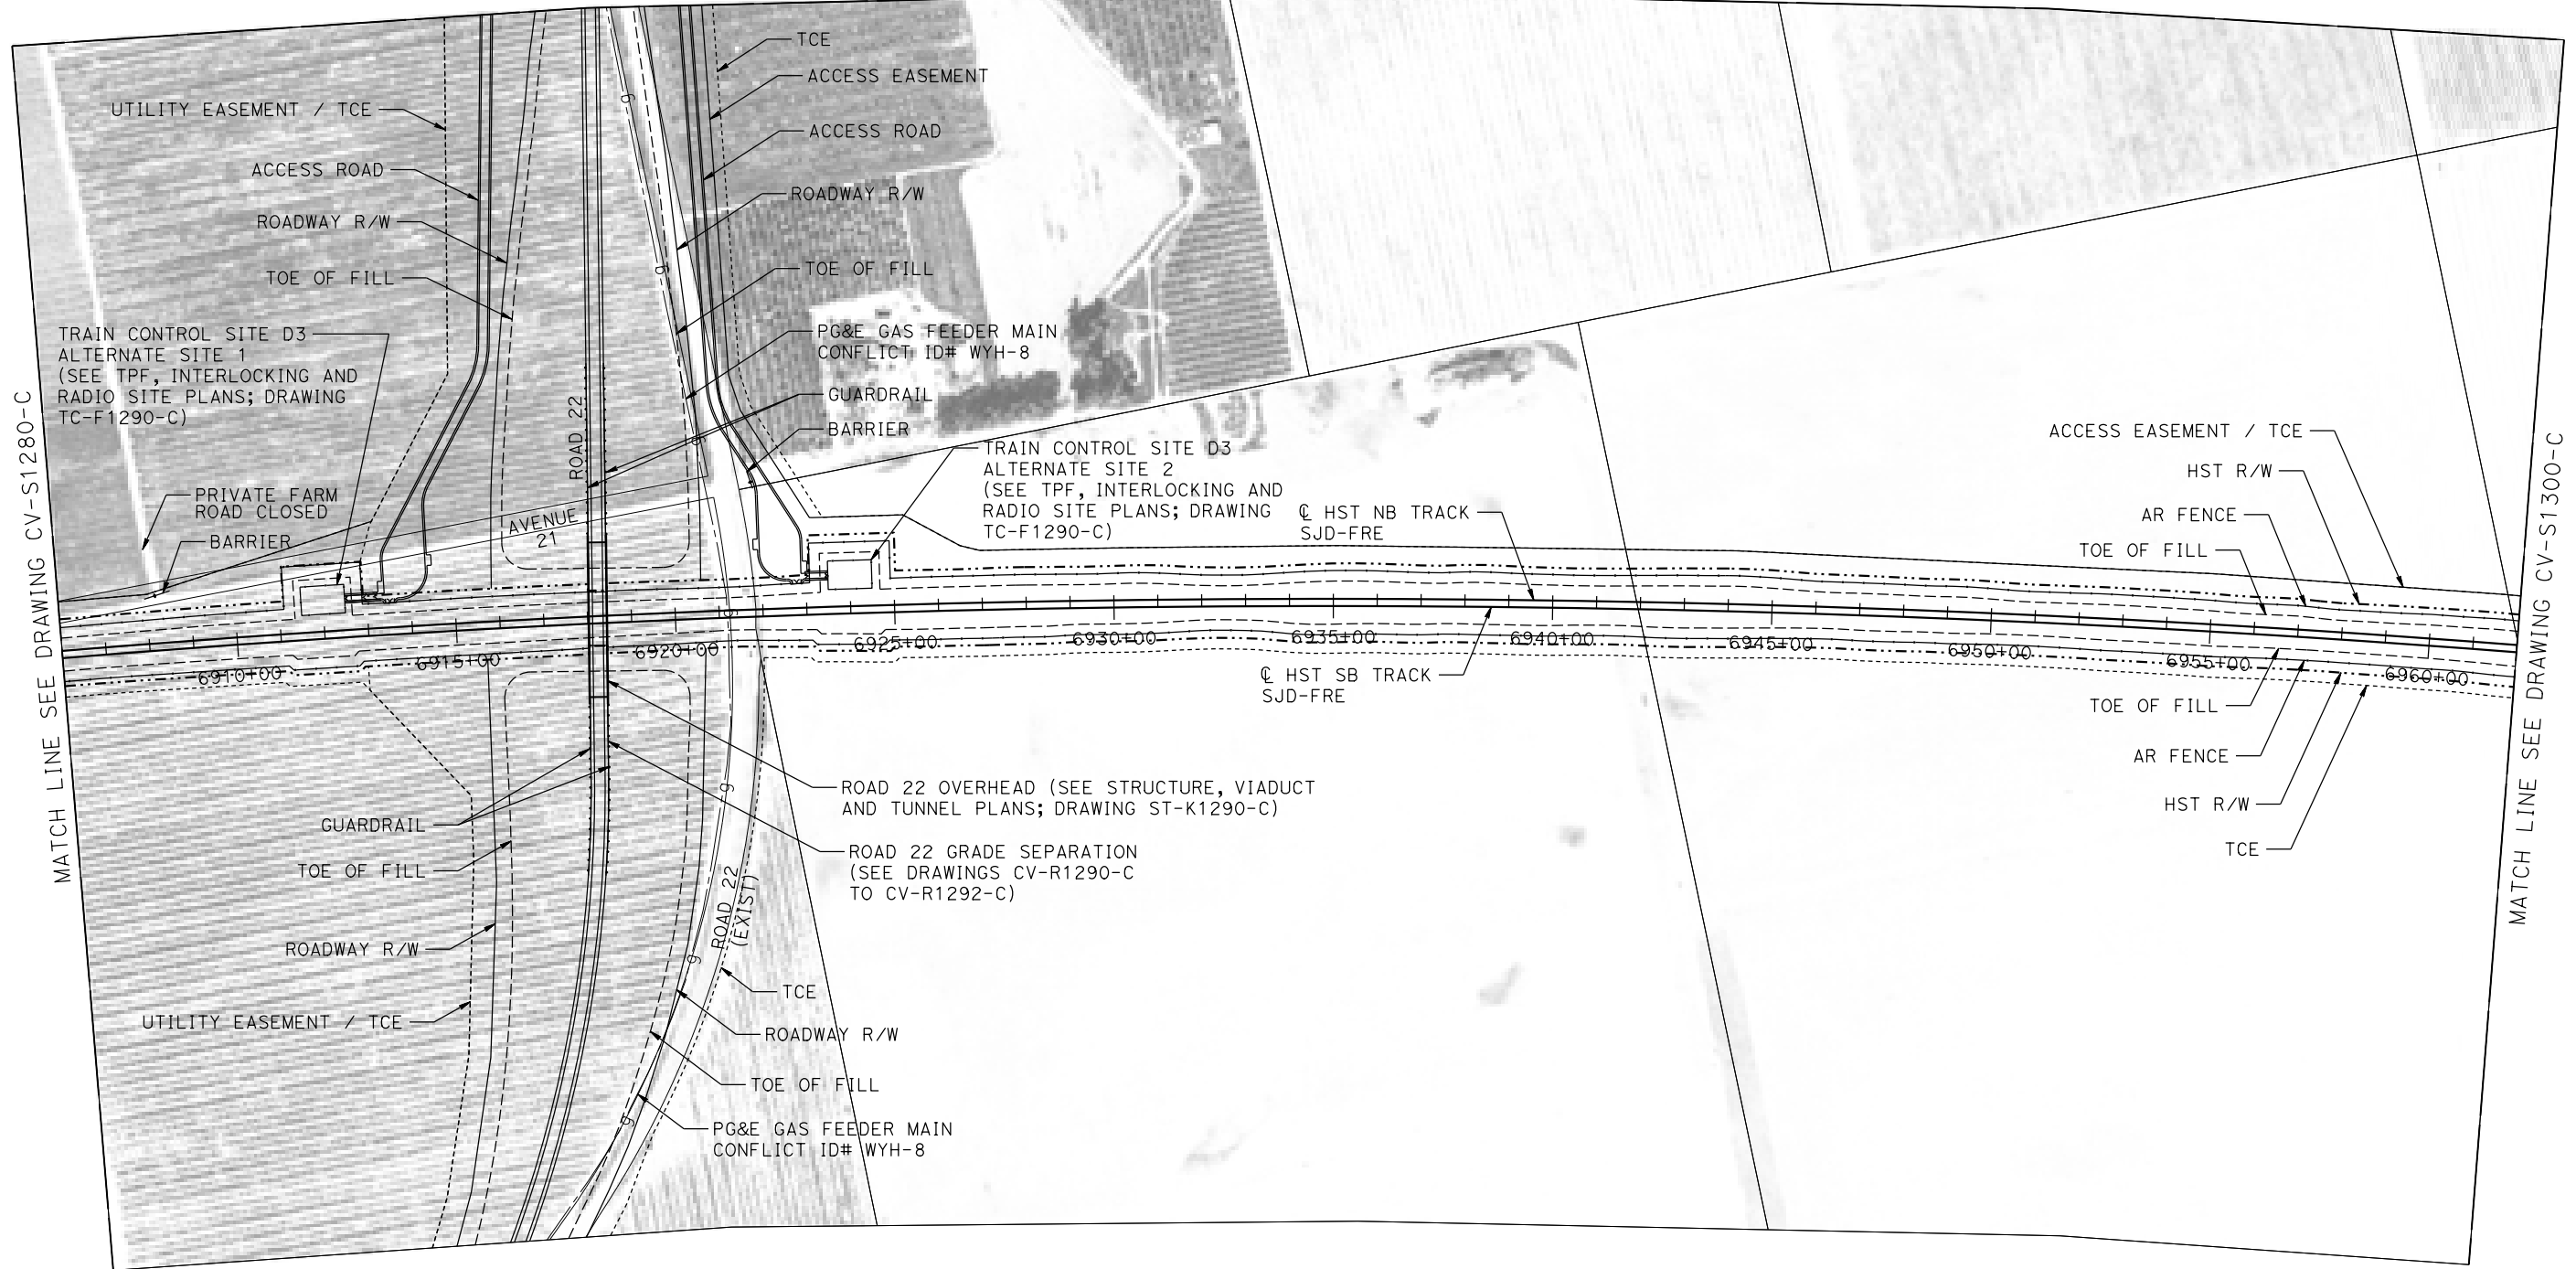 TCE
ACCESS EASEMENT
ACCESS ROAD
ROADWAY R/W
TOE OF FILL
PG&E GAS FEEDER MAIN
CONFLICT ID# WYH-8
GUARDRAIL
BARRIER
UTILITY EASEMENT / TCE
ACCESS ROAD
ROADWAY R/W
TOE OF FILL
TRAIN CONTROL SITE D3
ALTERNATE SITE 1
(SEE TPF, INTERLOCKING AND
RADIO SITE PLANS; DRAWING
TC-F1290-C)
PRIVATE FARM
ROAD CLOSED
BARRIER
MATCH LINE SEE DRAWING CV-S1280-C
ROAD 22
AVENUE
21
G
G
G
TRAIN CONTROL SITE D3
ALTERNATE SITE 2
(SEE TPF, INTERLOCKING AND
RADIO SITE PLANS; DRAWING
TC-F1290-C)
℄ HST NB TRACK
SJD-FRE
ACCESS EASEMENT / TCE
HST R/W
AR FENCE
TOE OF FILL
MATCH LINE SEE DRAWING CV-S1300-C
6910+00
6915+00
6920+00
6925+00
6930+00
6935+00
6940+00
6945+00
6950+00
6955+00
6960+00
℄ HST SB TRACK
SJD-FRE
TOE OF FILL
AR FENCE
HST R/W
TCE
ROAD 22 OVERHEAD (SEE STRUCTURE, VIADUCT
AND TUNNEL PLANS; DRAWING ST-K1290-C)
ROAD 22 GRADE SEPARATION
(SEE DRAWINGS CV-R1290-C
TO CV-R1292-C)
GUARDRAIL
TOE OF FILL
ROADWAY R/W
UTILITY EASEMENT / TCE
G
G
G
G
ROAD 22
(EXIST)
TCE
ROADWAY R/W
TOE OF FILL
PG&E GAS FEEDER MAIN
CONFLICT ID# WYH-8